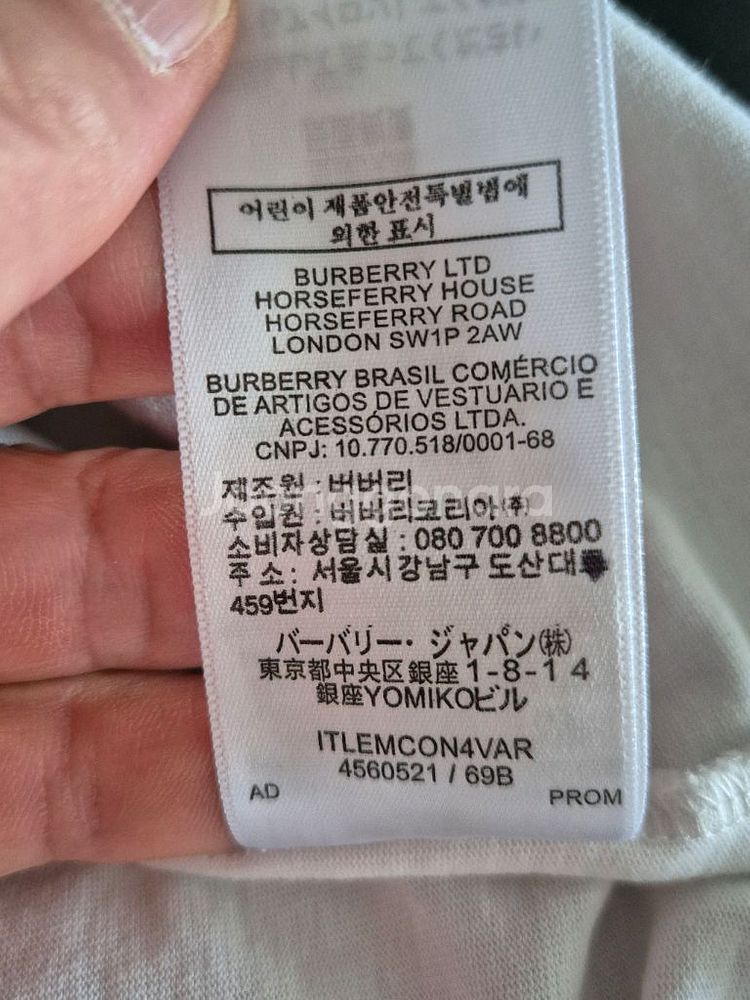 어린이 제품안전특별법에
의한 표시
BURBERRY LTD
HORSEFERRY HOUSE
HORSEFERRY ROAD
LONDON SW1P 2AW
BURBERRY BRASIL COMÉRCIO
DE ARTIGOS DE VESTUÁRIO E
ACESSÓRIOS LTDA.
CNPJ: 10.770.518/0001-68
제조원 : 버버리
수입원 : 버버리코리아(주)
소비자상담실 : 080 700 8800
주 소 : 서울시 강남구 도산대
459번지
バーバリー・ジャパン(株)
東京都中央区銀座 1-8-14
銀座YOMIKOビル
ITLEMCON4VAR
4560521 / 69B
AD PROM